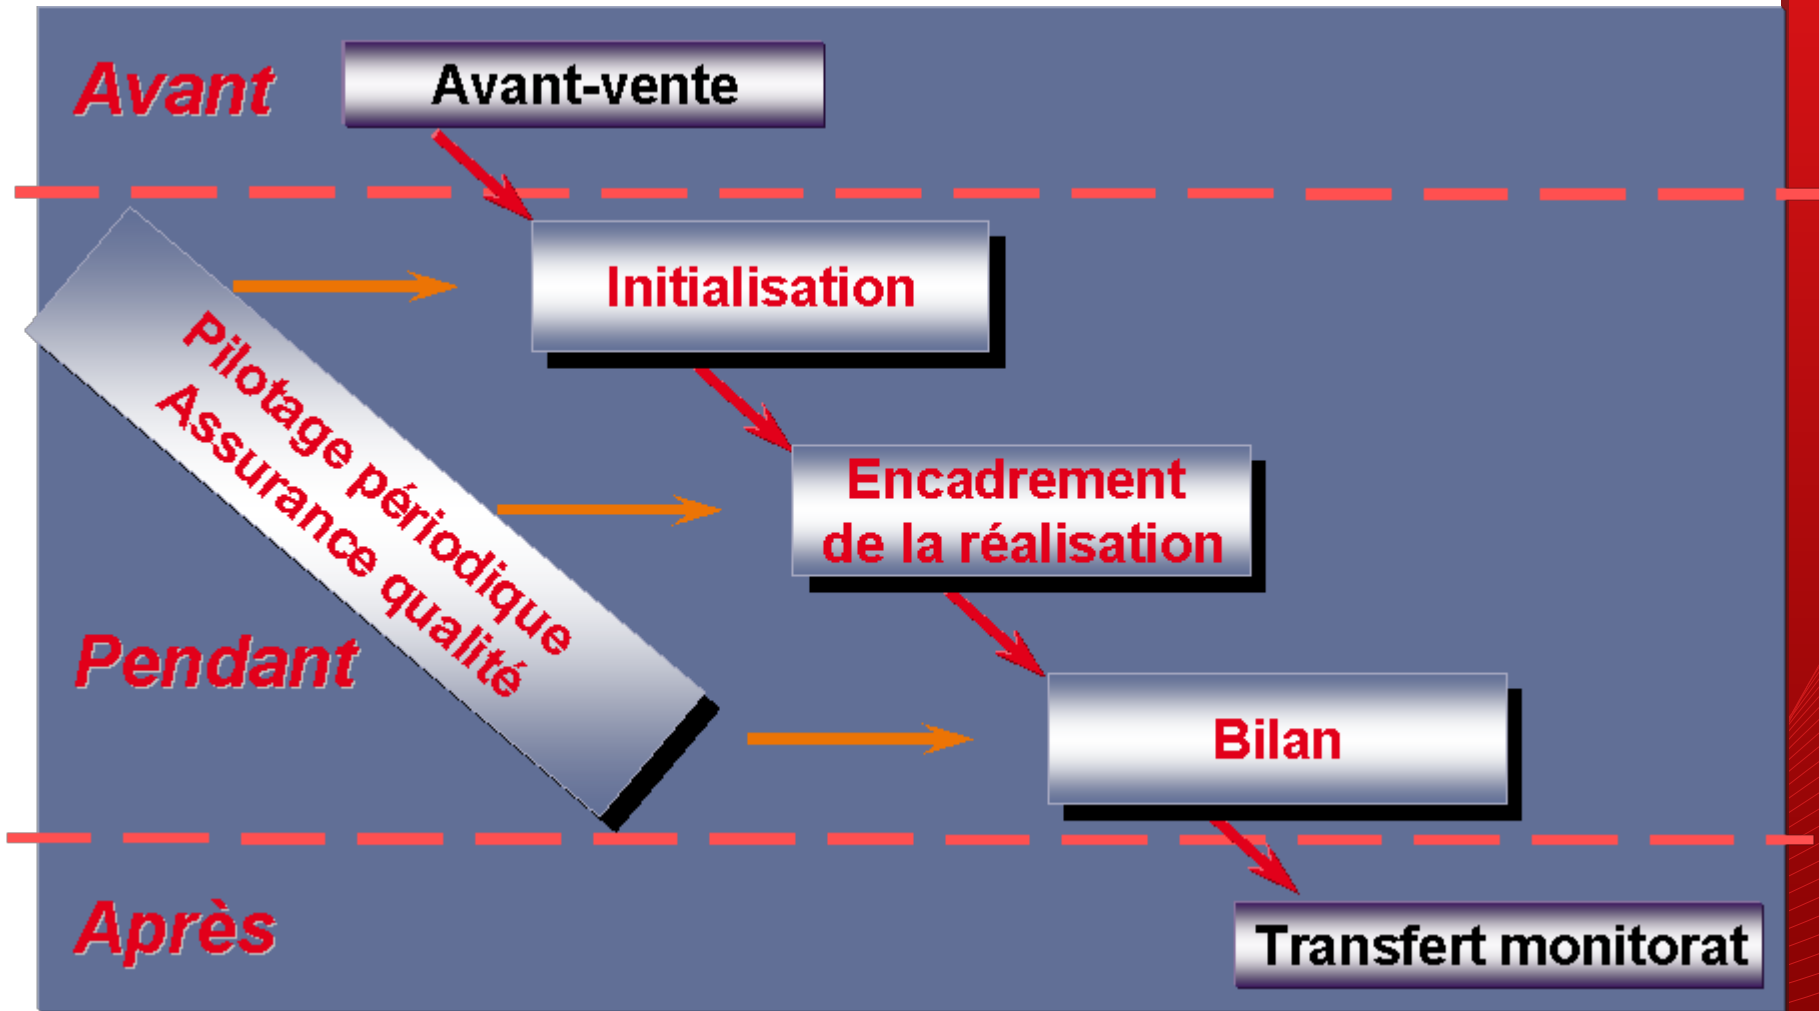 Avant
Avant-vente
Initialisation
Pilotage périodique
Assurance qualité
Encadrement
de la réalisation
Pendant
Bilan
Après
Transfert monitorat